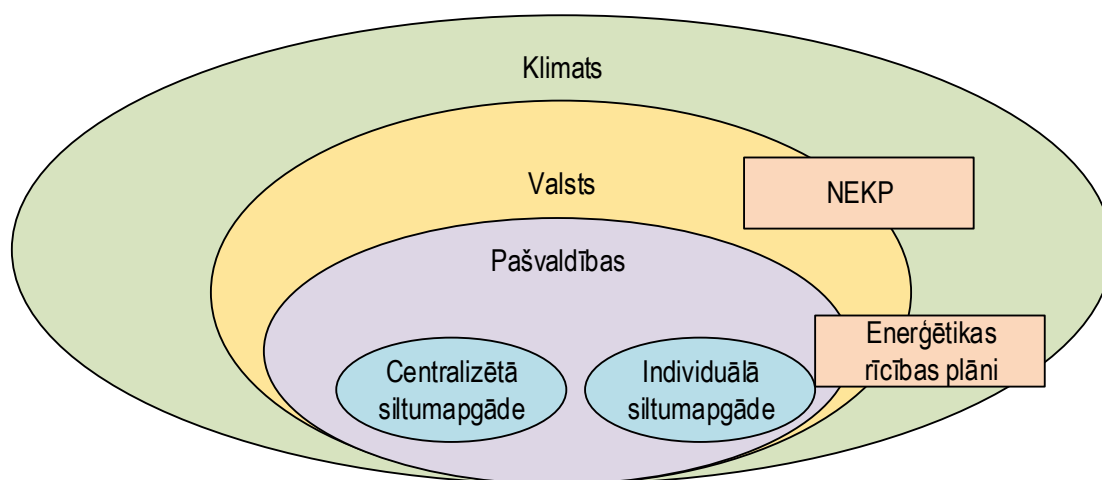 Klimats
Valsts
NEKP
Pašvaldības
Enerģētikas
rīcības plāni
Centralizētā
siltumapgāde
Individuālā
siltumapgāde